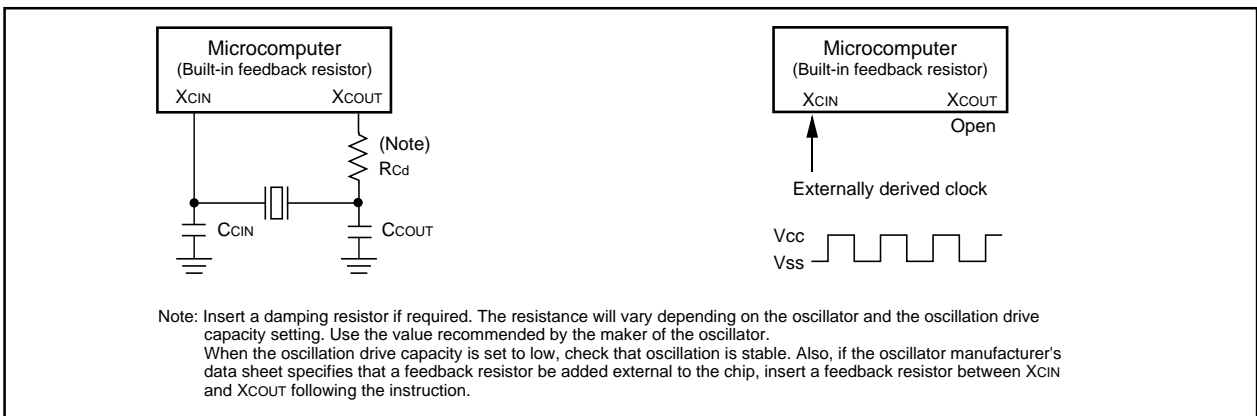 Microcomputer
(Built-in feedback resistor)
XCIN XCOUT
(Note)
RCd
CCIN CCOUT
Microcomputer
(Built-in feedback resistor)
XCIN XCOUT
Open
Externally derived clock
Vcc
Vss
Note: Insert a damping resistor if required. The resistance will vary depending on the oscillator and the oscillation drive
capacity setting. Use the value recommended by the maker of the oscillator.
When the oscillation drive capacity is set to low, check that oscillation is stable. Also, if the oscillator manufacturer's
data sheet specifies that a feedback resistor be added external to the chip, insert a feedback resistor between XCIN
and XCOUT following the instruction.